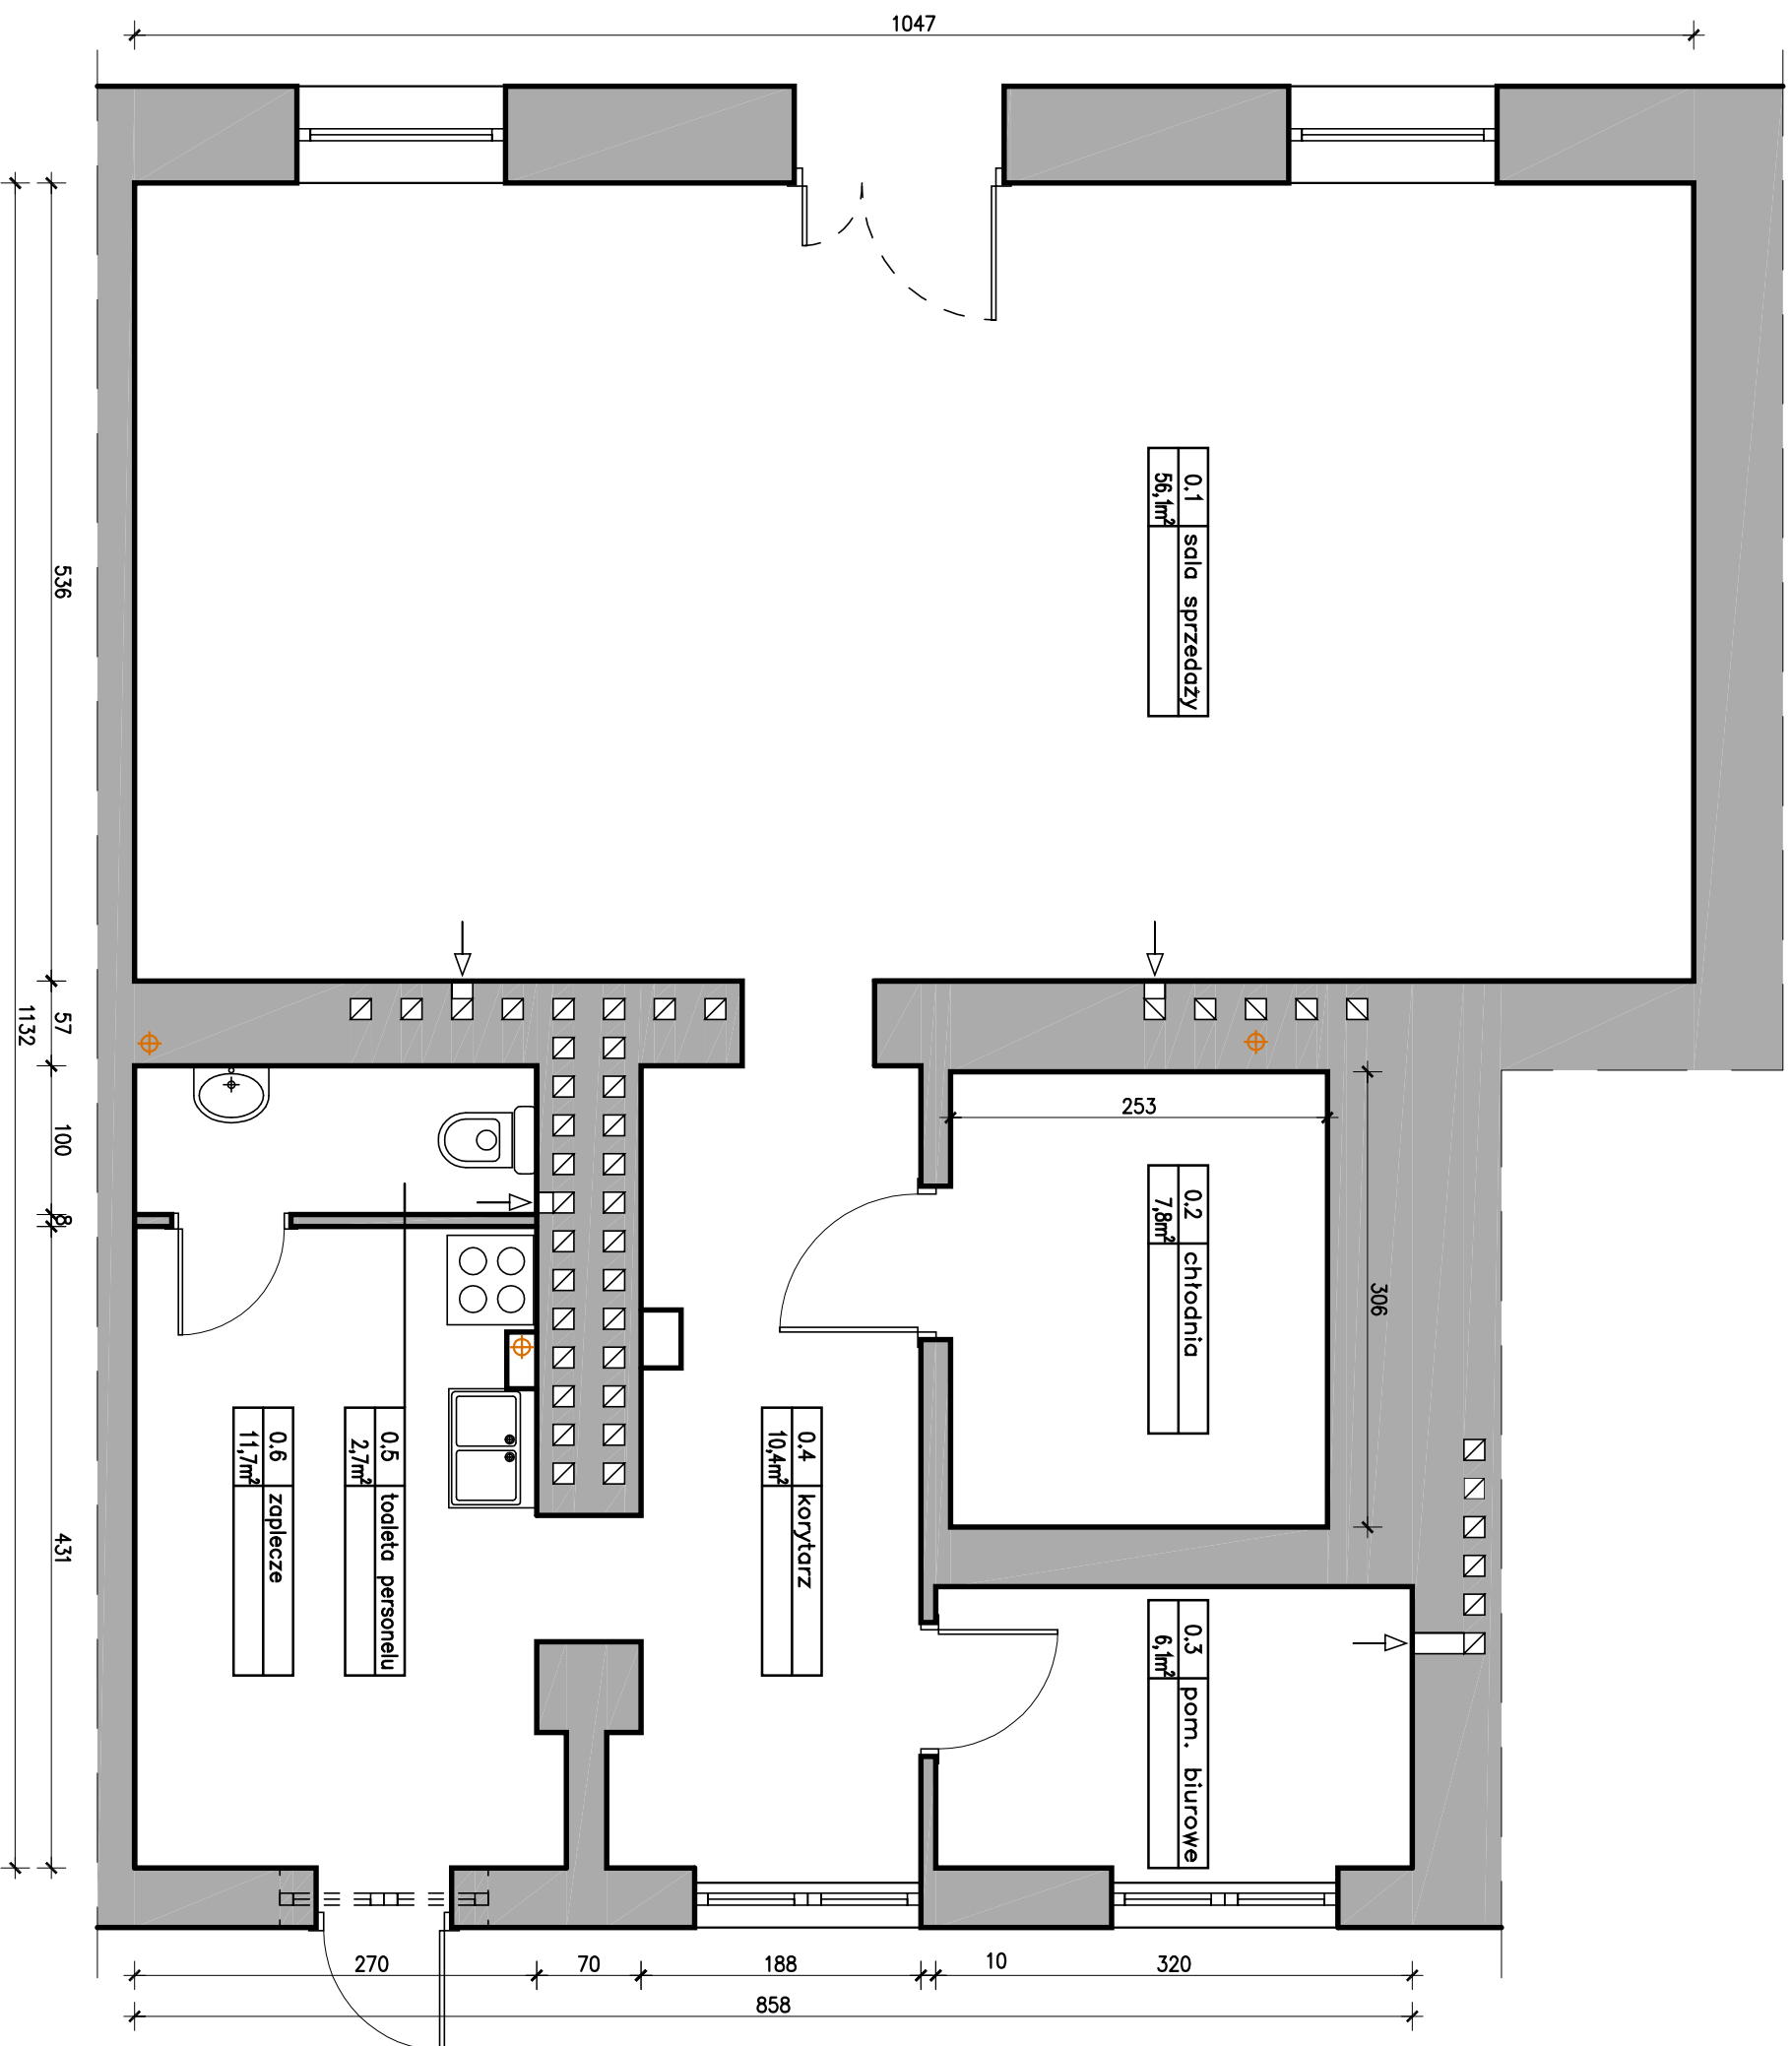 1047
0.1 sala sprzedaży
56,1m²
536
57
1132
100
8
431
253
306
0.2 chłodnia
7,8m²
0.4 korytarz
10,4m²
0.5 toaleta personelu
2,7m²
0.6 zaplecze
11,7m²
0.3 pom. biurowe
6,1m²
270
70
188
10
320
858